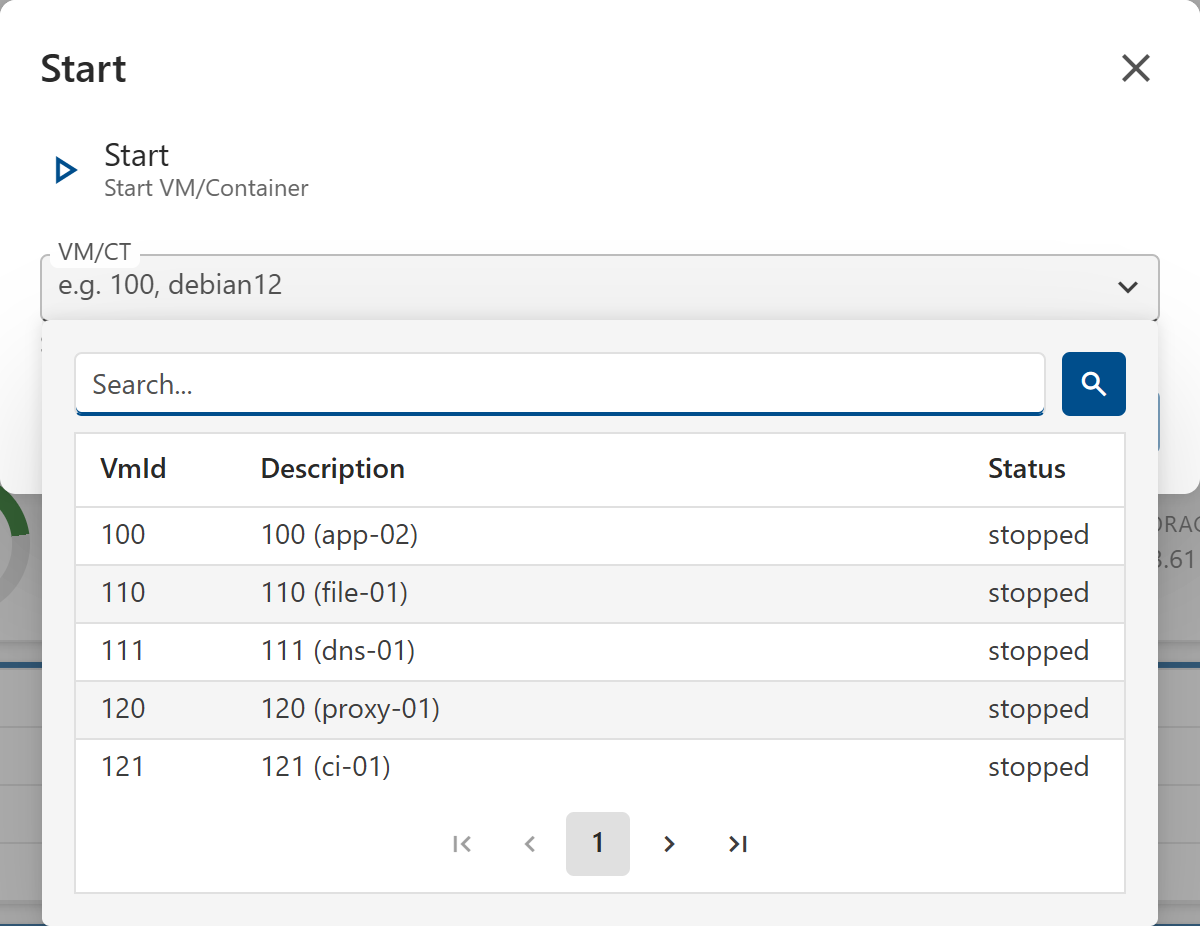 Start
Start
Start VM/Container
VM/CT
e.g. 100, debian12
Search...
VmId Description Status
100 100 (app-02) stopped
110 110 (file-01) stopped
111 111 (dns-01) stopped
120 120 (proxy-01) stopped
121 121 (ci-01) stopped
1